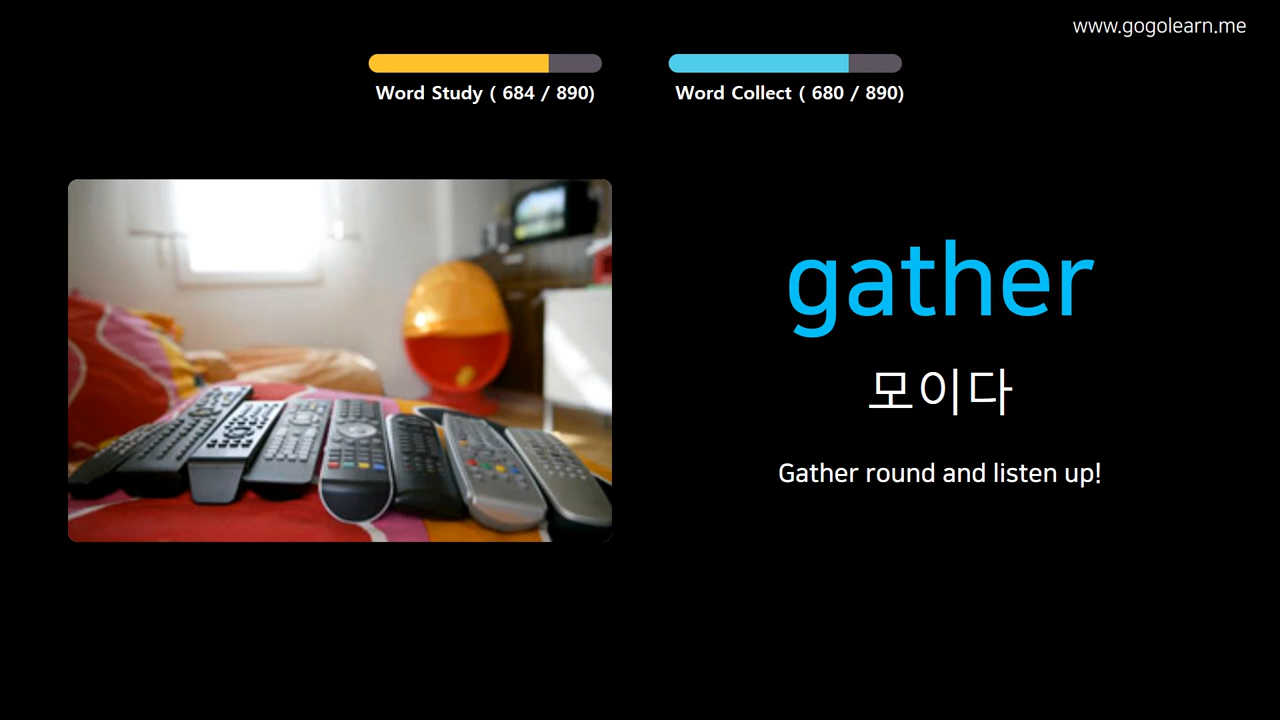 www.gogolearn.me
Word Study ( 684 / 890)
Word Collect ( 680 / 890)
gather
모이다
Gather round and listen up!